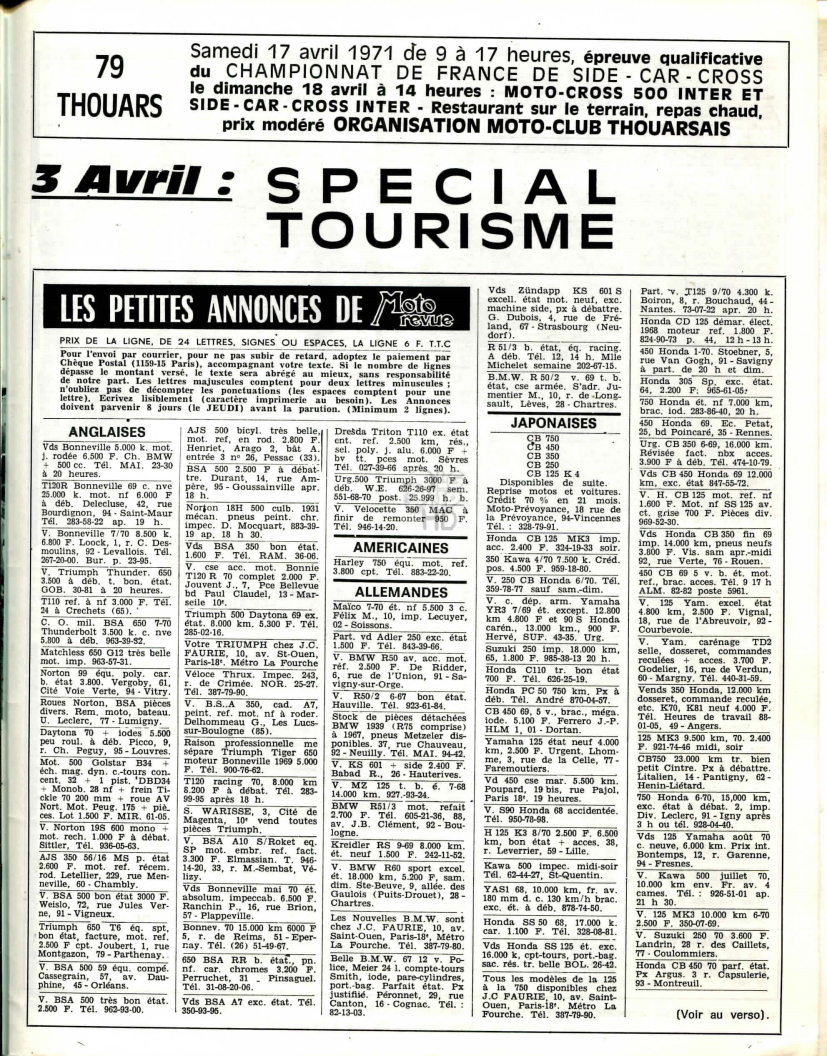 79
THOUARS
Samedi 17 avril 1971 de 9 à 17 heures, épreuve qualificative
du CHAMPIONNAT DE FRANCE DE SIDE - CAR - CROSS
le dimanche 18 avril à 14 heures : MOTO-CROSS 500 INTER ET
SIDE-CAR-CROSS INTER - Restaurant sur le terrain, repas chaud,
prix modéré ORGANISATION MOTO-CLUB THOUARSAIS
3 Avril :
SPECIAL
TOURISME
LES PETITES ANNONCES DE Moto revue
PRIX DE LA LIGNE, DE 24 LETTRES, SIGNES OU ESPACES, LA LIGNE 6 F. T.T.C
Pour l'envoi par courrier, pour ne pas subir de retard, adoptez le paiement par
Chèque Postal (1159-15 Paris), accompagnant votre texte. Si le nombre de lignes
dépasse le montant versé, le texte sera abrégé au mieux, sans responsabilité
de notre part. Les lettres majuscules comptent pour deux lettres minuscules ;
n'oubliez pas de décompter les ponctuations (les espaces comptent pour une
lettre). Ecrivez lisiblement (caractère imprimerie au besoin). Les Annonces
doivent parvenir 8 jours (le JEUDI) avant la parution. (Minimum 2 lignes).
ANGLAISES
Vds Bonneville 5.000 k. mot.
j. rodée 6.500 F. Ch. BMW
+ 500 cc. Tél. MAI. 23-30
à 20 heures.
T120R Bonneville 69 c. nve
25.000 k. mot. nf 6.000 F
à déb. Delecluse, 42, rue
Bourdignon, 94 - Saint-Maur
Tél. 283-58-22 ap. 19 h.
V. Bonneville 7/70 8.500 k.
6.800 F. Loock, 1, r. C. Des-
moulins, 92 - Levallois. Tél.
267-20-00. Bur. p. 23-95.
V. Triumph Thunder. 650
3.500 à déb. t. bon. état.
GOB. 30-81 à 20 heures.
T110 réf. à nf 3.000 F. Tél.
24 à Crechets (65).
C. O. mil. BSA 650 7-70
Thunderbolt 3.500 k. c. nve
5.800 à déb. 963-39-82.
Matchless 650 G12 très belle
mot. imp. 963-57-31.
Norton 99 équ. poly. car.
b. état 3.800. Vergoby, 61,
Cité Voie Verte, 94 - Vitry.
Roues Norton, BSA pièces
divers. Rem. moto, bateau.
U. Leclerc, 77 - Lumigny.
Daytona 70 + iodes 5.500
peu roul. à déb. Picco, 9,
r. Ch. Peguy, 95 - Louvres.
Mot. 500 Golstar B34 +
éch. mag. dyn. c.-tours con-
cent. 32 + 1 pist. DBD34
+ Monob. 28 nf + frein Ti-
ckle 70 200 mm + roue AV
Nort. Mot. Peug. 175 + piè-
ces. Lot 1.500 F. MIR. 61-05.
V. Norton 19S 600 mono +
mot. rech. 1.000 F à débat.
Sittler, Tél. 936-05-63.
AJS 350 56/16 MS p. état
2.600 F. mot. ref. récem.
rod. Letellier, 229, rue Men-
neville, 60 - Chambly.
V. BSA 500 bon état 3000 F.
Weislo, 72, rue Jules Ver-
ne, 91 - Vigneux.
Triumph 650 T6 éq. spt,
bon état, facture, mot. ref.
2.500 F cpt. Joubert, 1, rue
Montgazon, 79 - Parthenay.
V. BSA 500 59 équ. compé.
Cassegrain, 57, av. Dau-
phine, 45 - Orléans.
V. BSA 500 très bon état.
2.500 F. Tél. 962-93-00.
AJS 500 bicyl. très belle,
mot. ref, en rod. 2.800 F.
Henriet, Arago 2, bât A.
entrée 3 n° 26, Pessac (33).
BSA 500 2.500 F à débat-
tre. Durant, 14, rue Am-
père, 95 - Goussainville apr.
18 h.
Norton 18H 500 culb. 1931
mécan. pneus peint. chr.
impec. D. Mocquart, 883-39-
19 ap. 18 h 30.
Vds BSA 350 bon état.
1.600 F. Tél. RAM. 36-06.
V. cse acc. mot. Bonnie
T120 R 70 complet 2.000 F.
Jouvent J., 7, Pce Bellevue
bd Paul Claudel, 13 - Mar-
seille 10e.
Triumph 500 Daytona 69 ex.
état. 8.000 km. 5.300 F. Tél.
285-02-16.
Votre TRIUMPH chez J.C.
FAURIE, 10, av. St-Ouen,
Paris-18e. Métro La Fourche
Véloce Thrux. Impec. 243,
r. de Crimée. NOR. 25-27.
Tél. 387-79-90.
V. B.S.A 350, cad. A7,
peint. ref. mot. nf à roder.
Delhommeau G., Les Lucs-
sur-Boulogne (85).
Raison professionnelle me
sépare Triumph Tiger 650
moteur Bonneville 1969 5.000
F. Tél. 900-76-62.
T120 racing 70, 8.000 km
8.200 F à débat. Tél. 283-
99-95 après 18 h.
S. WARISSE, 3, Cité de
Magenta, 10e vend toutes
pièces Triumph.
V. BSA A10 S/Roket eq.
SP mot. embr. ref. fact.
3.300 F. Elmassian. T. 946-
14-20, 33, r. M.-Sembat, Vé-
lizy.
Vds Bonneville mai 70 ét.
absolum. impeccab. 6.500 F.
Ranchin P., 16, rue Brion,
57 - Plappeville.
Bonnev. 70 15.000 km 6000 F
5, r. de Reims, 51 - Eper-
nay. Tél. (26) 51-49-67.
650 BSA RR b. état, pn.
nf. car. chromes 3.200 F.
Perruchet, 31 - Pinsaguel.
Tél. 31-08-20-06.
Vds BSA A7 exc. état. Tél.
350-93-95.
Dresda Triton T110 ex. état
ent. ref. 2.500 km, rés.,
sel. poly. j. alu. 6.000 F +
bv tt. pces mot. Sèvres
Tél. 027-39-66 après 20 h.
Urg.500 Triumph 3000 F à
déb. W.E. 626-26-97 sem.
551-68-70 post. 25.999 b.
V. Velocette 350 MAC à
finir de remonter 950 F.
Tél. 946-14-20.
AMERICAINES
Harley 750 équ. mot. ref.
3.800 cpt. Tél. 883-22-20.
ALLEMANDES
Maïco 7-70 ét. nf 5.500 3 c.
Félix M., 10, imp. Lecuyer,
02 - Soissons.
Part. vd Adler 250 exc. état
1.500 F. Tél. 843-39-66.
V. BMW R50 av. acc. mot.
réf. 2.500 F. De Ridder,
6, rue de l'Union, 91 - Sa-
vigny-sur-Orge.
V. R50/2 6-67 bon état.
Hauville. Tél. 923-61-84.
Stock de pièces détachées
BMW 1939 (R75 comprise)
à 1967, pneus Metzeler dis-
ponibles. 37, rue Chauveau,
92 - Neuilly. Tél. MAI. 94-42.
V. KS 601 + side 2.400 F.
Babad R., 26 - Hauterives.
V. MZ 125 t. b. é. 7-68
14.000 km. 927.-93-24.
BMW R51/3 mot. refait
2.700 F. Tél. 605-21-36, 88,
av. J.B. Clément, 92 - Bou-
logne.
Kreidler RS 9-69 8.000 km.
ét. neuf 1.500 F. 242-11-52.
V. BMW R60 sport excel.
ét. 18.000 km, 5.200 F, sam.
dim. Ste-Beuve, 9, allée. des
Gaulois (Puits-Drouet), 28 -
Chartres.
Les Nouvelles B.M.W. sont
chez J.C. FAURIE, 10, av.
Saint-Ouen, Paris-18e, Métro
La Fourche. Tél. 387-79-80.
Belle B.M.W. 67 12 v. Po-
lice, Meier 24 l. compte-tours
Smith, iode, pare-cylindres,
port.-bag. Parfait état. Px
justifié. Péronnet, 29, rue
Canton, 16 - Cognac. Tél. :
82-13-03.
Vds Zündapp KS 601 S
excell. état mot. neuf, exc.
machine side, px à débattre.
G. Dubois, 4, rue de Fré-
land, 67 - Strasbourg (Neu-
dorf).
R 51/3 b. état, éq. racing.
A déb. Tél. 12, 14 h. Mlle
Michelet semaine 202-67-15.
B.M.W. R 50/2 v. 69 t. b.
état, cse armée. S'adr. Ju-
mentier M., 10, r. de Long-
sault, Lèves, 28 - Chartres.
JAPONAISES
CB 750
CB 450
CB 350
CB 250
CB 125 K 4
Disponibles de suite.
Reprise motos et voitures.
Crédit 70 % en 21 mois.
Moto-Prévoyance, 18 rue de
la Prévoyance, 94-Vincennes
Tél. : 328-79-91.
Honda CB 125 MK3 imp.
acc. 2.400 F. 324-19-33 soir.
350 Kawa 4/70 7.500 k. Créd.
pos. 4.500 F. 959-18-80.
V. 250 CB Honda 6/70. Tél.
359-78-77 sauf sam.-dim.
V. c. dép. arm. Yamaha
YR3 7/69 ét. except. 12.800
km 4.800 F et 90 S Honda
carén., 13.000 km., 900 F.
Hervé, SUF. 43-35. Urg.
Suzuki 250 imp. 18.000 km,
65, 1.800 F. 985-38-13 20 h.
Honda C110 tr. bon état
700 F. Tél. 626-25-19.
Honda PC 50 750 km, Px à
déb. Tél. André 870-04-57.
CB 450 69, 5 v., brac., méga.
iode. 5.100 F. Ferrero J.-P.
HLM 1, 01 - Dortan.
Yamaha 125 état neuf 4.000
km, 2.500 F. Urgent, Lhom-
me, 3, rue de la Celle, 77 -
Faremoutiers.
Vd 450 cse mar. 5.500 km.
Poupard, 19 bis, rue Pajol,
Paris 18e. 19 heures.
V. S90 Honda 68 accidentée.
Tél. 950-78-98.
H 125 K3 8/70 2.500 F. 6.500
km, bon état + acces, 38,
r. Leverrier, 59 - Lille.
Kawa 500 impec. midi-soir
Tél. 62-44-27, St-Quentin.
YAS1 68, 10.000 km, fr. av.
180 mm d. c. 130 km/h brac.
exc. ét. à déb, 878-74-50.
Honda SS 50 68, 17.000 k.
car. 1.100 F. Tél. 328-08-81.
Vds Honda SS 125 ét. exc.
16.000 k, cpt-tours, port.-bag.
sac. rés. tr. belle BOL. 26-42.
Tous les modèles de la 125
à la 750 disponibles chez
J.C FAURIE, 10, av. Saint-
Ouen, Paris-18e. Métro La
Fourche. Tél. 387-79-90.
Part. v. T125 9/70 4.300 k.
Boiron, 8, r. Bouchaud, 44 -
Nantes. 73-07-22 apr. 20 h.
Honda CD 125 démar. élect.
1968 moteur ref. 1.800 F.
824-90-73 p. 44, 12 h - 13 h.
450 Honda 1-70. Stoebner, 5,
rue Van Gogh, 91 - Savigny
à part. de 20 h et dim.
Honda 305 Sp. exc. état.
64, 2.200 F. 965-61-05.
750 Honda ét. nf 7.000 km,
brac. iod. 283-86-40, 20 h.
450 Honda 69. Ec. Petat,
25, bd Poincaré, 35 - Rennes.
Urg. CB 350 6-69, 16.000 km.
Révisée fact. nbx acces.
3.900 F à déb. Tél. 474-10-79.
Vds CB 450 Honda 69 12.000
km, exc. état 847-55-72.
V. H. CB 125 mot. ref. nf
1.600 F. Mot. nf SS 125 av.
ct. grise 700 F. Pièces div.
969-52-30.
Vds Honda CB 350 fin 69
imp. 14.000 km, pneus neufs
3.800 F. Vis. sam apr.-midi
92, rue Verte, 76 - Rouen.
450 CB 69 5 v. b. ét. mot.
ref., brac. acces. Tél. 9 17 h
ALM. 82-82 poste 5961.
V. 125 Yam. excel. état
4.800 km, 2.500 F. Vignal,
18, rue de l'Abreuvoir, 92 -
Courbevoie.
V. Yam. carénage TD2
selle, dosseret, commandes
reculées + acces. 3.700 F.
Godelier, 16, rue de Verdun,
60 - Margny. Tél. 440-31-59.
Vends 350 Honda, 12.000 km
dosseret, commande reculée,
etc. K70, K81 neuf 4.000 F.
Tél. Heures de travail 88-
01-05, 49 - Angers.
125 MK3 9.500 km, 70. 2.400
F. 921-74-46 midi, soir
CB750 23.000 km tr. bien
petit Cintre. Px à débattre.
Litalien, 14 - Pantigny, 62 -
Henin-Liétard.
750 Honda 6-70, 15,000 km,
exc. état à débat. 2, imp.
Div. Leclerc, 91 - Igny après
3 h ou tél. 928-04-40.
Vds 125 Yamaha août 70
c. neuve, 6.000 km. Prix int.
Bontemps, 12, r. Garenne,
94 - Fresnes.
V. Kawa 500 juillet 70,
10.000 km env. Fr. av. 4
cames. Tél. : 926-51-01 ap.
21 h 30.
V. 125 MK3 10.000 km 6-70
2.500 F. 350-07-69.
V. Suzuki 250 70 3.600 F.
Landrin, 28 r. des Caillets,
77 - Coulommiers.
Honda CB 450 70 parf. état.
Px Argus. 3 r. Capsulerie,
93 - Montreuil.
(Voir au verso).